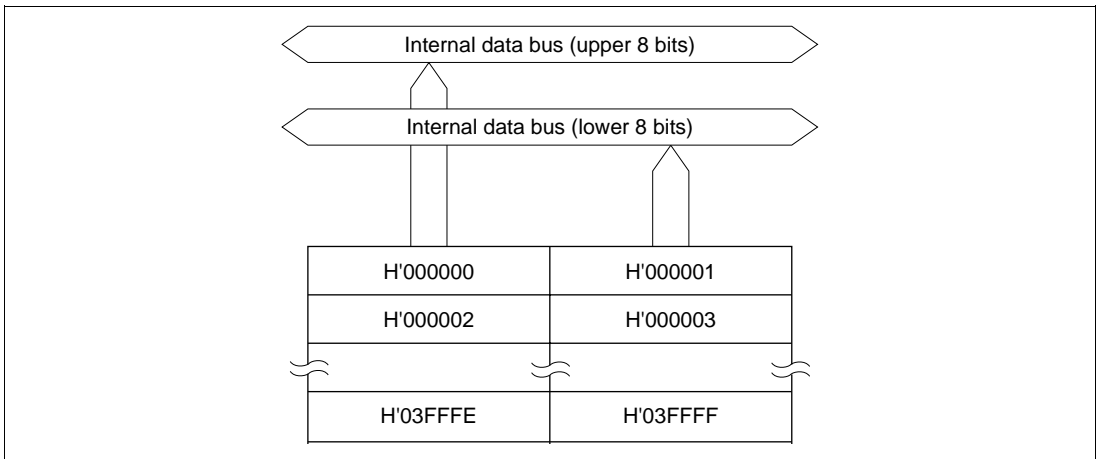 Internal data bus (upper 8 bits)
Internal data bus (lower 8 bits)
H'000000 H'000001
H'000002 H'000003
H'03FFFE H'03FFFF